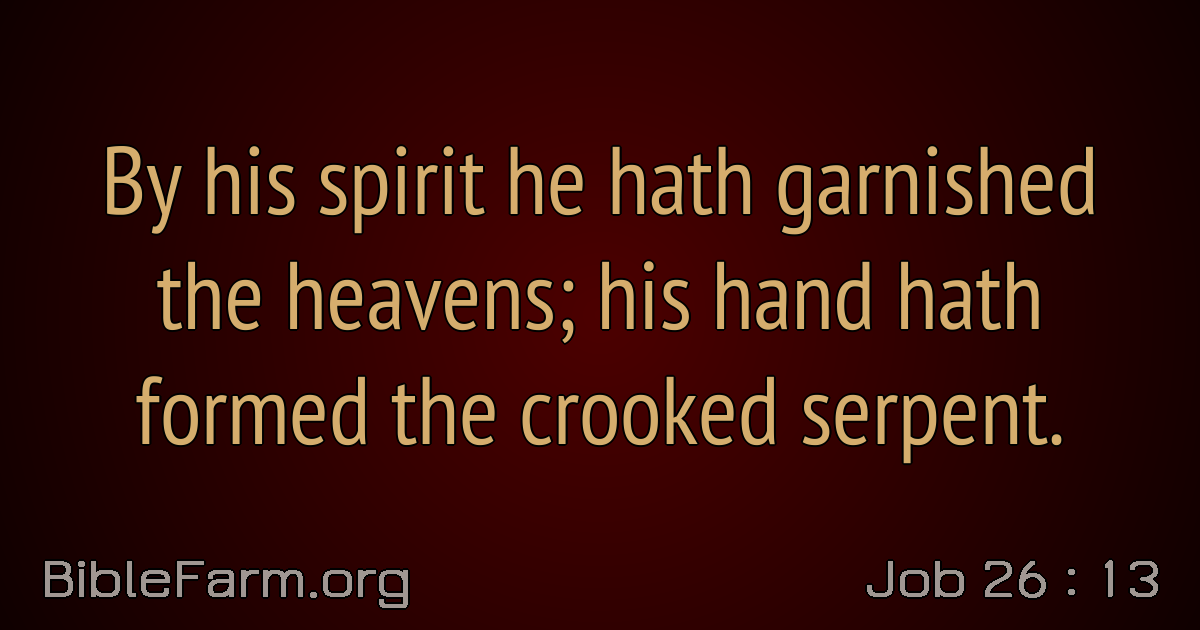 By his spirit he hath garnished
the heavens; his hand hath
formed the crooked serpent.
BibleFarm.org
Job 26 : 13